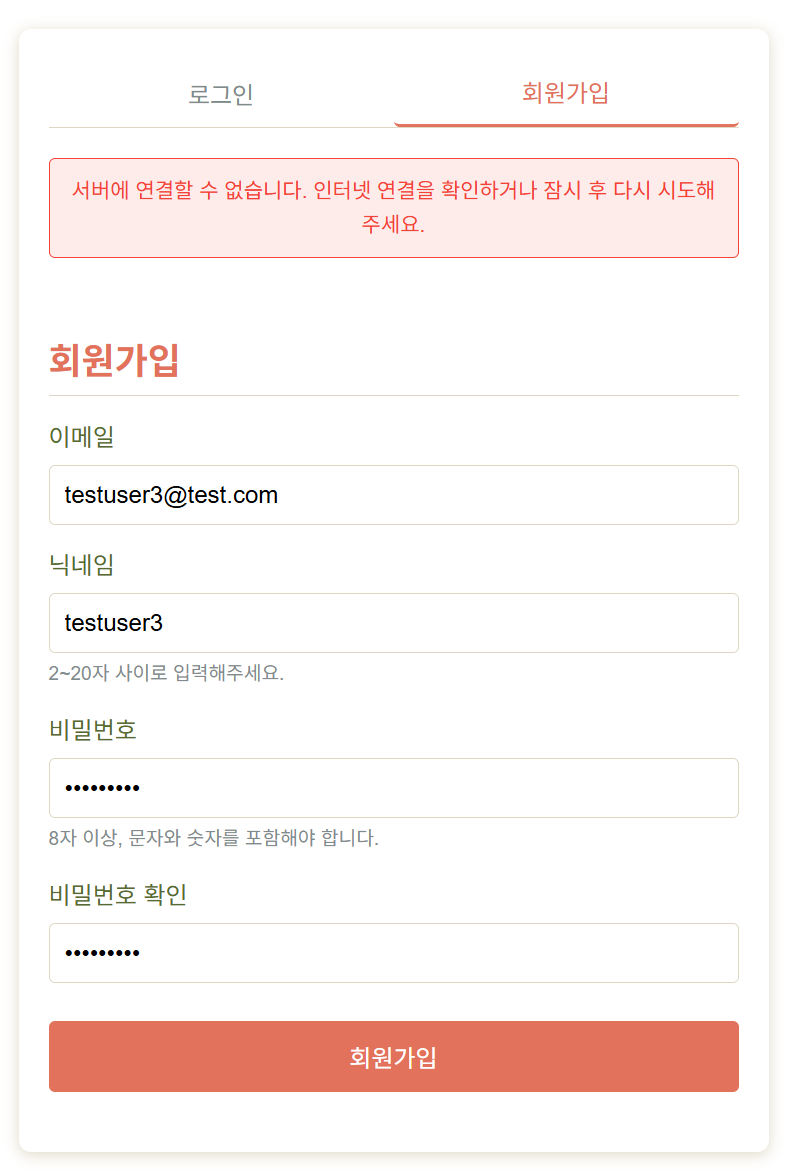 로그인
회원가입
서버에 연결할 수 없습니다. 인터넷 연결을 확인하거나 잠시 후 다시 시도해
주세요.
회원가입
이메일
testuser3@test.com
닉네임
testuser3
2~20자 사이로 입력해주세요.
비밀번호
•••••••••
8자 이상, 문자와 숫자를 포함해야 합니다.
비밀번호 확인
•••••••••
회원가입